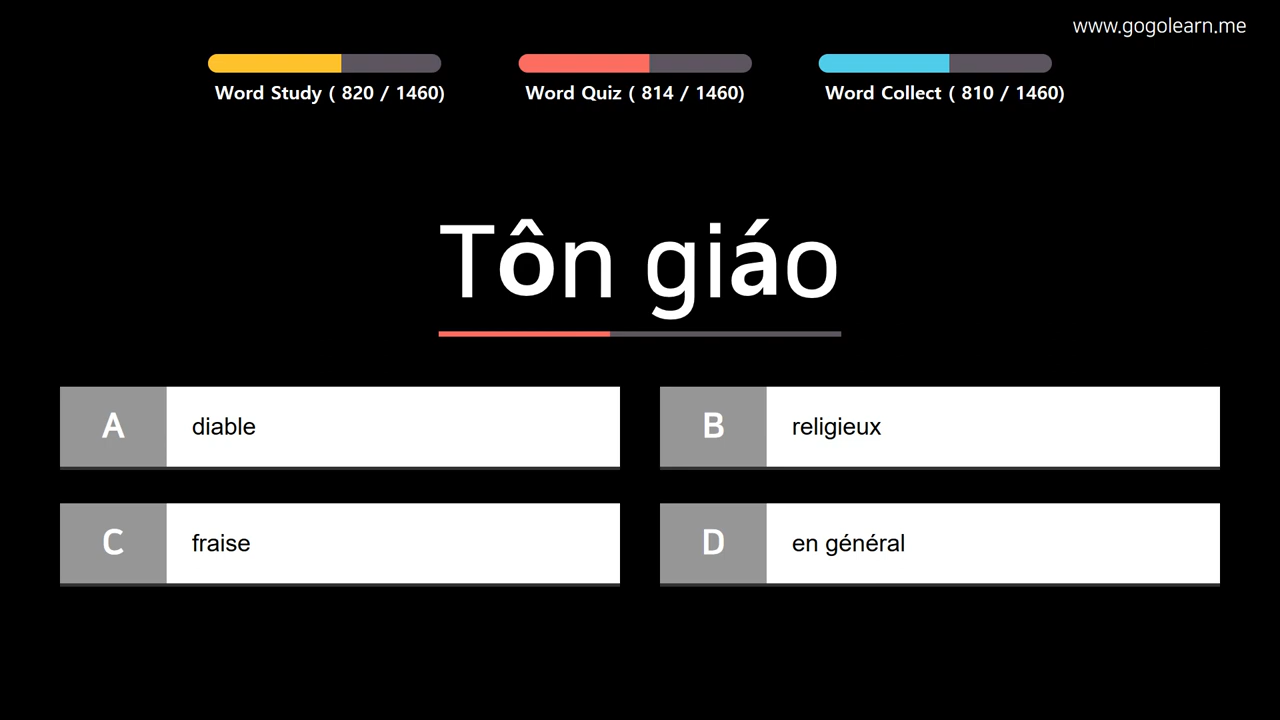 www.gogolearn.me
Word Study ( 820 / 1460)
Word Quiz ( 814 / 1460)
Word Collect ( 810 / 1460)
Tôn giáo
A diable
B religieux
C fraise
D en général